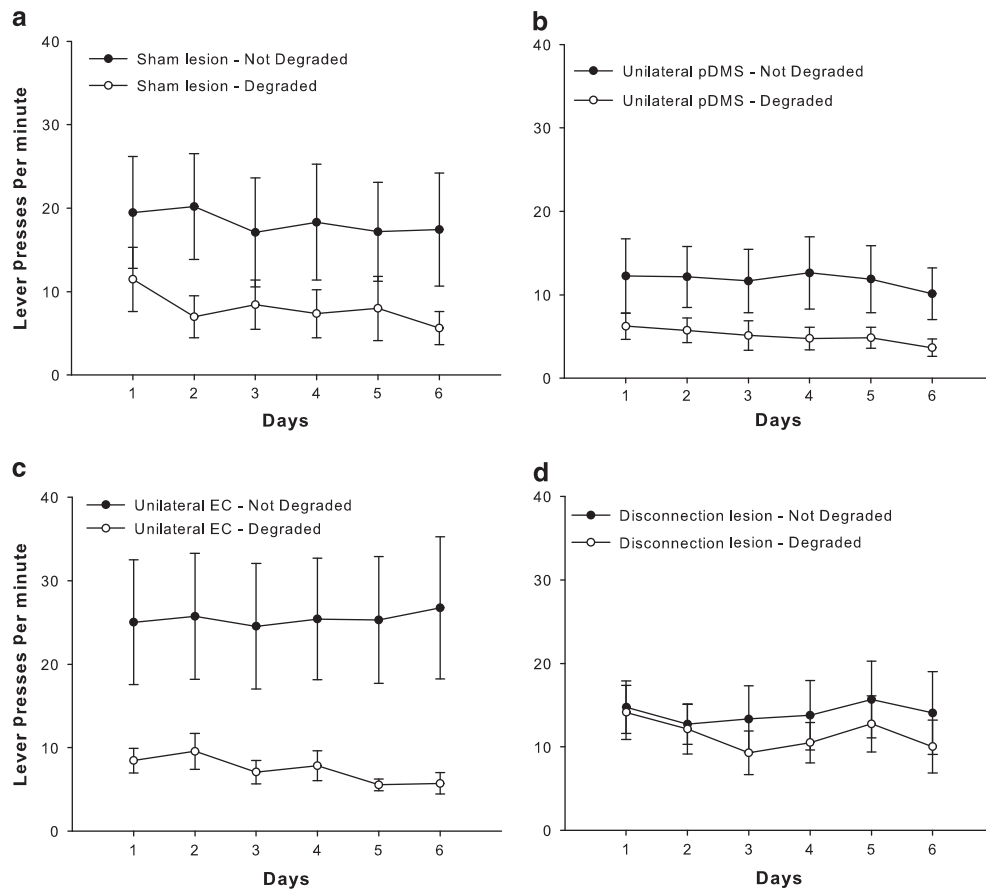 a
40
Sham lesion - Not Degraded
Sham lesion - Degraded
30
20
10
0
Lever Presses Per minute
1 2 3 4 5 6
Days
b
40
Unilateral pDMS - Not Degraded
Unilateral pDMS - Degraded
30
20
10
0
1 2 3 4 5 6
Days
c
40
Unilateral EC - Not Degraded
Unilateral EC - Degraded
30
20
10
0
Lever Presses Per minute
1 2 3 4 5 6
Days
d
40
Disconnection lesion - Not Degraded
Disconnection lesion - Degraded
30
20
10
0
1 2 3 4 5 6
Days